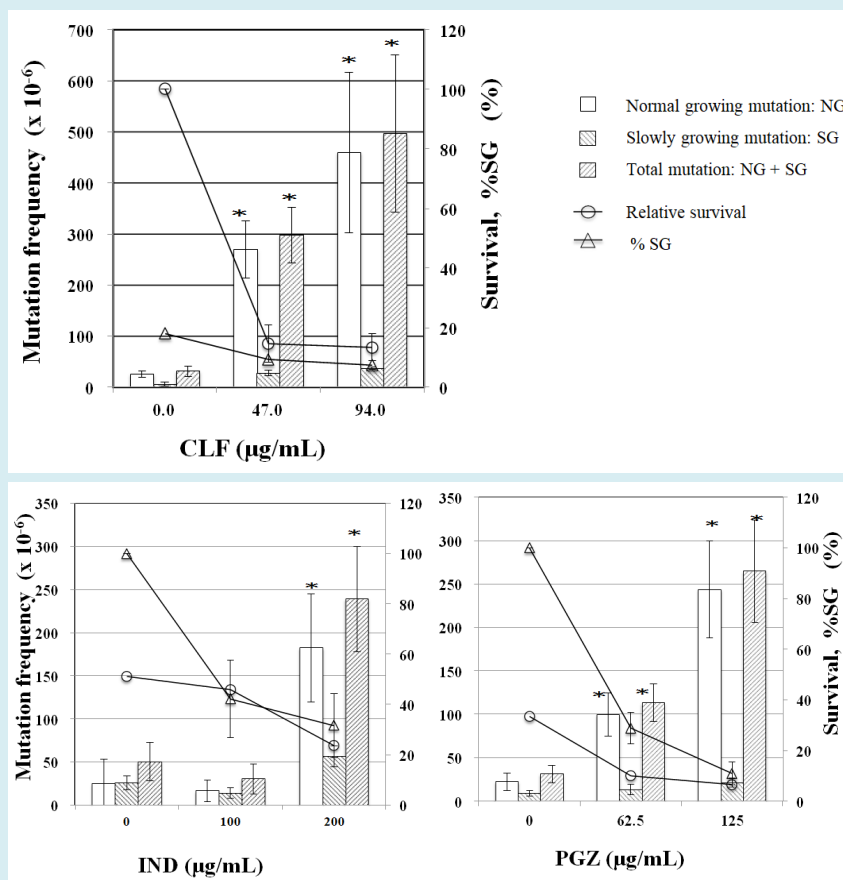 Mutation frequency (x 10-6)
700
600
500
400
300
200
100
0
120
100
80
60
40
20
0
Survival, %SG (%)
* * * *
0.0 47.0 94.0
CLF (µg/mL)
Normal growing mutation: NG
Slowly growing mutation: SG
Total mutation: NG + SG
Relative survival
% SG
Mutation frequency (x 10-6)
350
300
250
200
150
100
50
0
120
100
80
60
40
20
0
* *
0 100 200
IND (µg/mL)
350
300
250
200
150
100
50
0
120
100
80
60
40
20
0
Survival, %SG (%)
* * * *
0 62.5 125
PGZ (µg/mL)